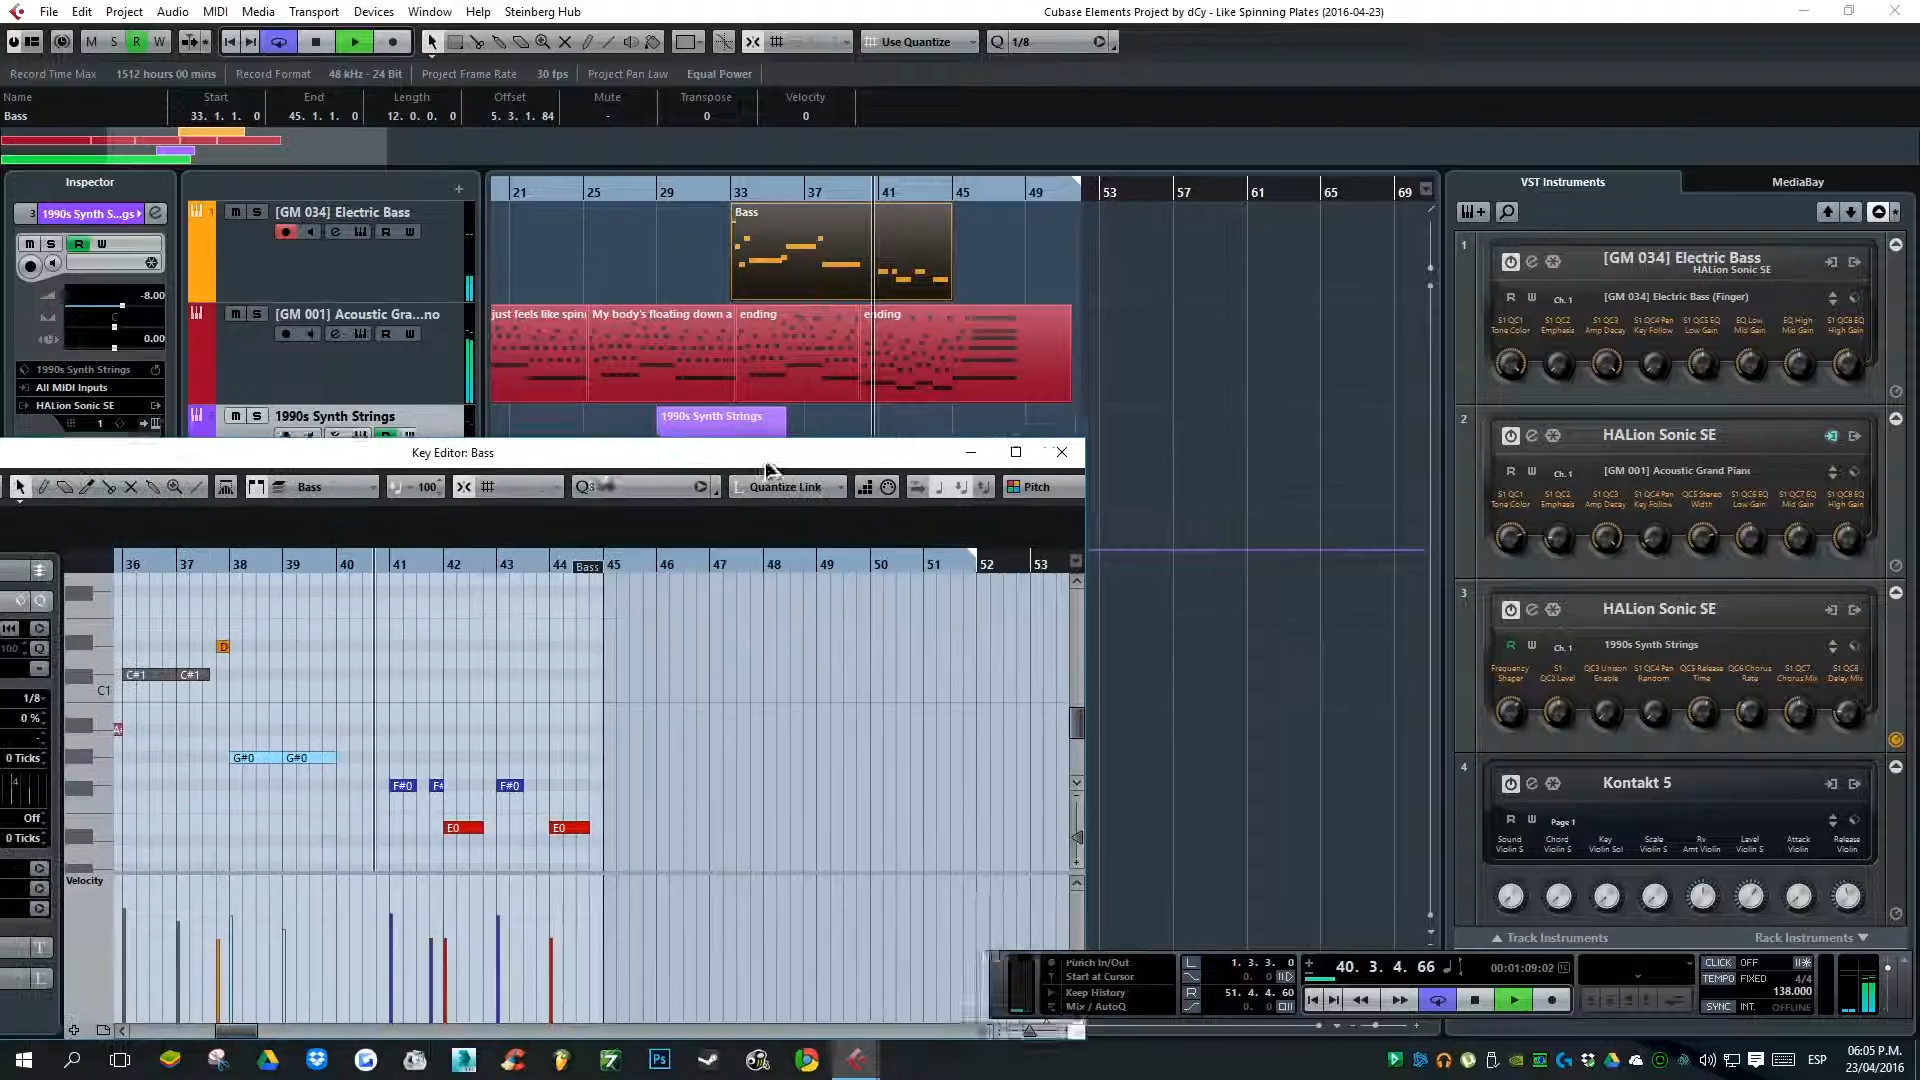 File Edit Project Audio MIDI Media Transport Devices Window Help Steinberg Hub
Cubase Elements Project by dCy - Like Spinning Plates (2016-04-23)
M S R W
Use Quantize
Q 1/8
Record Time Max 1512 hours 00 mins Record Format 48 kHz - 24 Bit Project Frame Rate 30 fps Project Pan Law Equal Power
Name Start End Length Offset Mute Transpose Velocity
Bass 33. 1. 1. 0 45. 1. 1. 0 12. 0. 0. 0 5. 3. 1. 84 - 0 0
Inspector
3 1990s Synth S...gs
M S R W
-8.00
C
0.00
1990s Synth Strings
All MIDI Inputs
HALion Sonic SE
1
1
m S [GM 034] Electric Bass
R W
m S [GM 001] Acoustic Gra...no
R W
m S 1990s Synth Strings
21 25 29 33 37 41 45 49 53 57 61 65 69
Bass
just feels like spin
My body's floating down a
ending
ending
1990s Synth Strings
VST Instruments MediaBay
1
[GM 034] Electric Bass
HALion Sonic SE
R W Ch. 1 [GM 034] Electric Bass (Finger)
S1 QC1 Tone Color
S1 QC2 Emphasis
S1 QC3 Amp Decay
S1 QC4 Pan Key Follow
S1 QC5 EQ Low Gain
EQ Low Mid Gain
EQ High Mid Gain
S1 QC8 EQ High Gain
2
HALion Sonic SE
R W Ch. 1 [GM 001] Acoustic Grand Piano
S1 QC1 Tone Color
S1 QC2 Emphasis
S1 QC3 Amp Decay
S1 QC4 Pan Key Follow
QC5 Stereo Width
S1 QC6 EQ Low Gain
S1 QC7 EQ Mid Gain
S1 QC8 EQ High Gain
3
HALion Sonic SE
R W Ch. 1 1990s Synth Strings
Frequency Shaper
S1 QC2 Level
QC3 Unison Enable
S1 QC4 Pan Random
QC5 Release Time
QC6 Chorus Rate
S1 QC7 Chorus Mix
S1 QC8 Delay Mix
4
Kontakt 5
R W Page 1
Sound Violin S
Chord Violin S
Key Violin Sol
Scale Violin S
Rv Amt Violin
Level Violin S
Attack Violin
Release Violin
Track Instruments Rack Instruments
Key Editor: Bass
Bass
100
Q
Quantize Link
Pitch
36 37 38 39 40 41 42 43 44 Bass 45 46 47 48 49 50 51 52 53
Q
100 Q
1/8
0 %
0 Ticks
4
Off
0 Ticks
T
L
D
C#1 C#1
C1
G#0 G#0
F#0 F# F#0
E0 E0
Velocity
Punch In/Out
Start at Cursor
Keep History
Mix / AutoQ
L 1. 3. 3. 0
0. 0
R 51. 4. 4. 60
40. 3. 4. 66 00:01:09:02
CLICK OFF
TEMPO FIXED 4/4
138.000
SYNC INT. OFFLINE
Ps
ESP
06:05 P.M.
23/04/2016